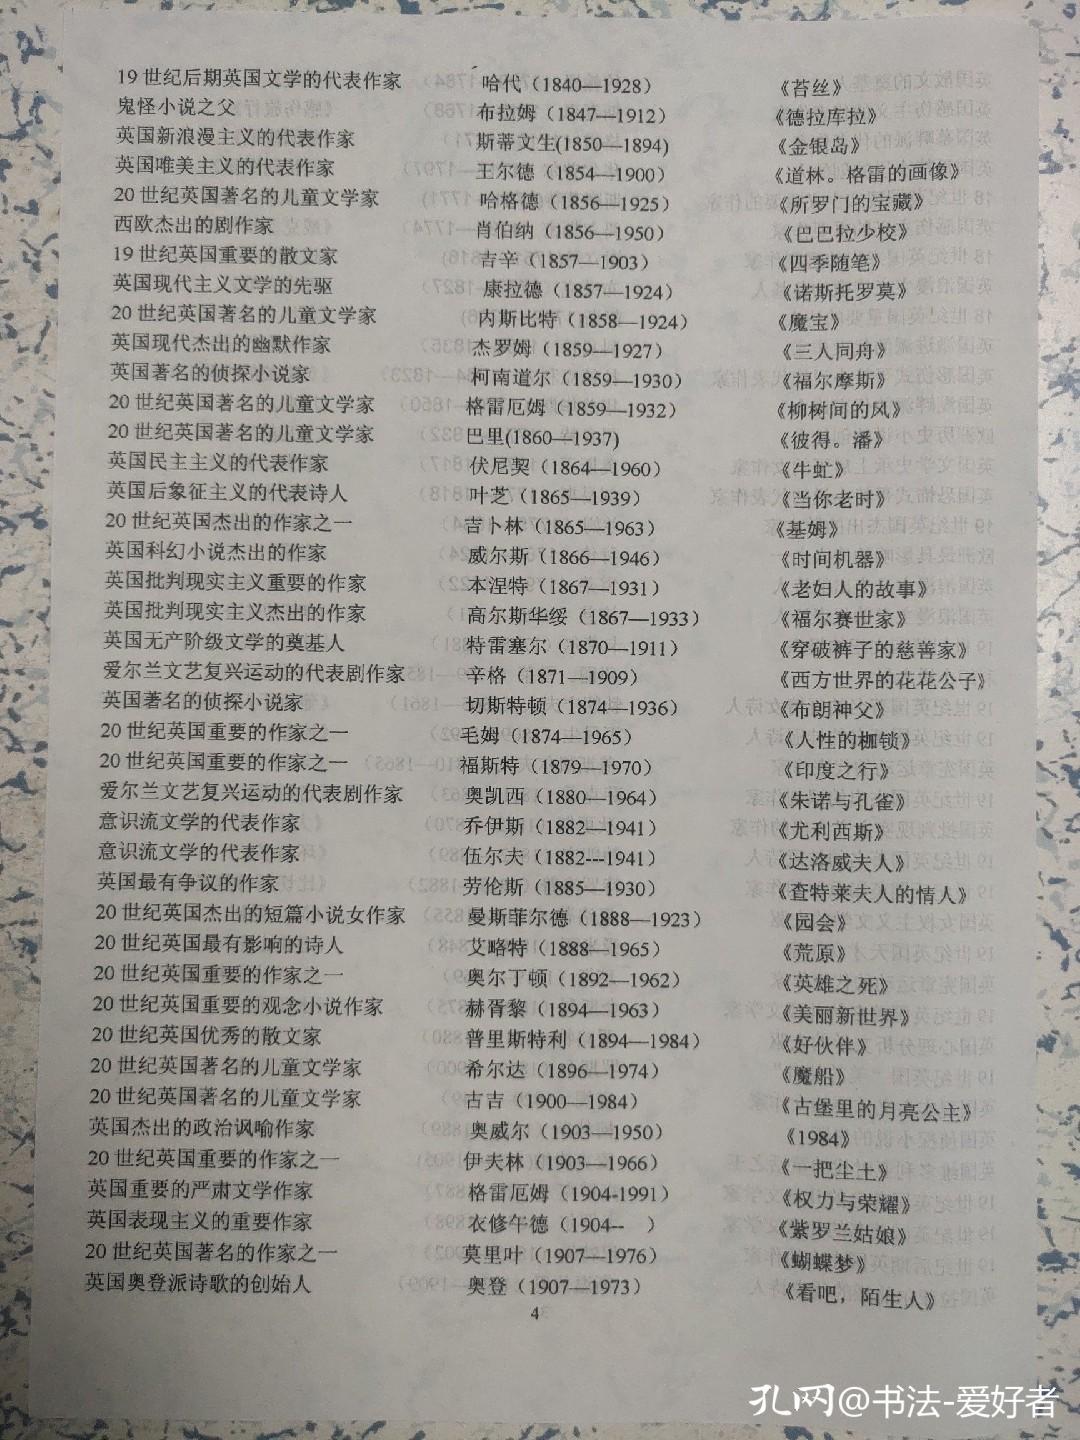 19 世纪后期英国文学的代表作家 哈代（1840—1928） 《苔丝》
鬼怪小说之父 布拉姆（1847—1912） 《德拉库拉》
英国新浪漫主义的代表作家 斯蒂文生(1850—1894) 《金银岛》
英国唯美主义的代表作家 王尔德（1854—1900） 《道林。格雷的画像》
20 世纪英国著名的儿童文学家 哈格德（1856—1925） 《所罗门的宝藏》
西欧杰出的剧作家 肖伯纳（1856—1950） 《巴巴拉少校》
19 世纪英国重要的散文家 吉辛（1857—1903） 《四季随笔》
英国现代主义文学的先驱 康拉德（1857—1924） 《诺斯托罗莫》
20 世纪英国著名的儿童文学家 内斯比特（1858—1924） 《魔宝》
英国现代杰出的幽默作家 杰罗姆（1859—1927） 《三人同舟》
英国著名的侦探小说家 柯南道尔（1859—1930） 《福尔摩斯》
20 世纪英国著名的儿童文学家 格雷厄姆（1859—1932） 《柳树间的风》
20 世纪英国著名的儿童文学家 巴里(1860—1937) 《彼得。潘》
英国民主主义的代表作家 伏尼契（1864—1960） 《牛虻》
英国后象征主义的代表诗人 叶芝（1865—1939） 《当你老时》
20 世纪英国杰出的作家之一 吉卜林（1865—1963） 《基姆》
英国科幻小说杰出的作家 威尔斯（1866—1946） 《时间机器》
英国批判现实主义重要的作家 本涅特（1867—1931） 《老妇人的故事》
英国批判现实主义杰出的作家 高尔斯华绥（1867—1933） 《福尔赛世家》
英国无产阶级文学的奠基人 特雷塞尔（1870—1911） 《穿破裤子的慈善家》
爱尔兰文艺复兴运动的代表剧作家 辛格（1871—1909） 《西方世界的花花公子》
英国著名的侦探小说家 切斯特顿（1874—1936） 《布朗神父》
20 世纪英国重要的作家之一 毛姆（1874—1965） 《人性的枷锁》
20 世纪英国重要的作家之一 福斯特（1879—1970） 《印度之行》
爱尔兰文艺复兴运动的代表剧作家 奥凯西（1880—1964） 《朱诺与孔雀》
意识流文学的代表作家 乔伊斯（1882—1941） 《尤利西斯》
意识流文学的代表作家 伍尔夫（1882---1941） 《达洛威夫人》
英国最有争议的作家 劳伦斯（1885—1930） 《查特莱夫人的情人》
20 世纪英国杰出的短篇小说女作家 曼斯菲尔德（1888—1923） 《园会》
20 世纪英国最有影响的诗人 艾略特（1888—1965） 《荒原》
20 世纪英国重要的作家之一 奥尔丁顿（1892—1962） 《英雄之死》
20 世纪英国重要的观念小说作家 赫胥黎（1894—1963） 《美丽新世界》
20 世纪英国优秀的散文家 普里斯特利（1894—1984） 《好伙伴》
20 世纪英国著名的儿童文学家 希尔达（1896—1974） 《魔船》
20 世纪英国著名的儿童文学家 古吉（1900—1984） 《古堡里的月亮公主》
英国杰出的政治讽喻作家 奥威尔（1903—1950） 《1984》
20 世纪英国重要的作家之一 伊夫林（1903—1966） 《一把尘土》
英国重要的严肃文学作家 格雷厄姆（1904-1991） 《权力与荣耀》
英国表现主义的重要作家 衣修午德（1904-- ） 《紫罗兰姑娘》
20 世纪英国著名的作家之一 莫里叶（1907—1976） 《蝴蝶梦》
英国奥登派诗歌的创始人 奥登（1907—1973） 《看吧，陌生人》
4
孔网@书法-爱好者